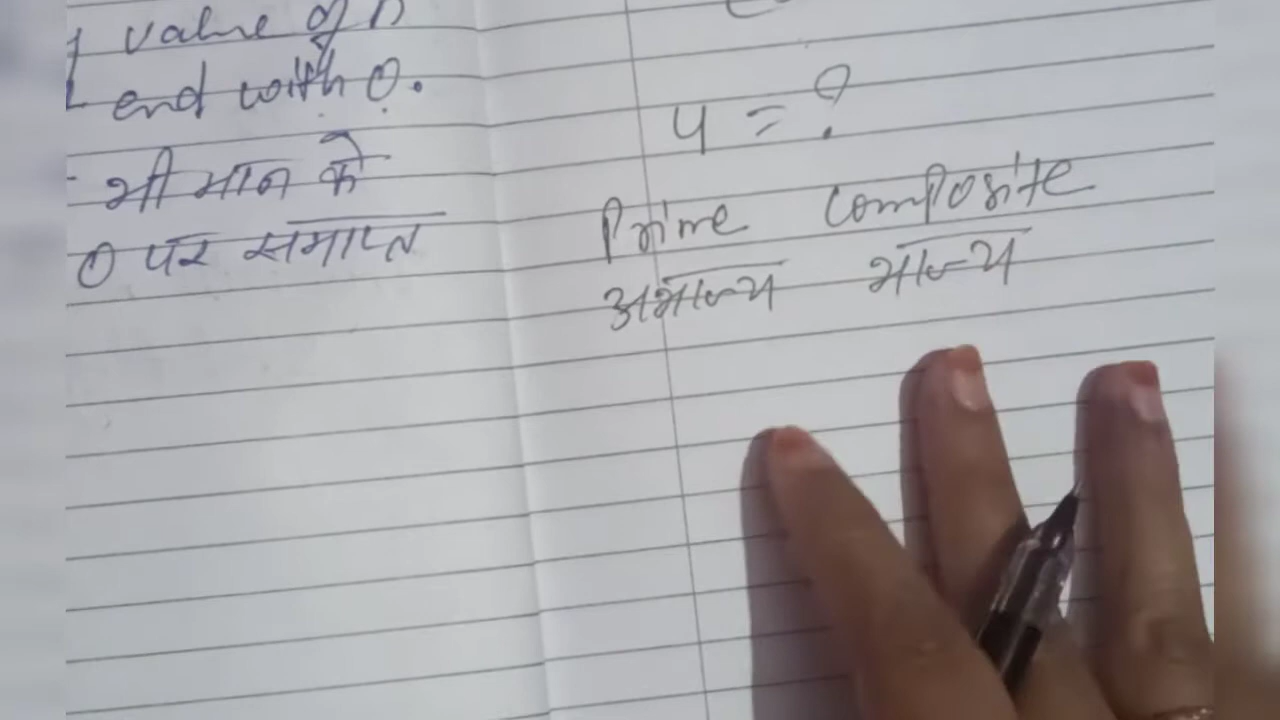 value of n
end with 0.
भी मान के
0 पर समाप्त
4 = ?
Prime composite
अभाज्य भाज्य